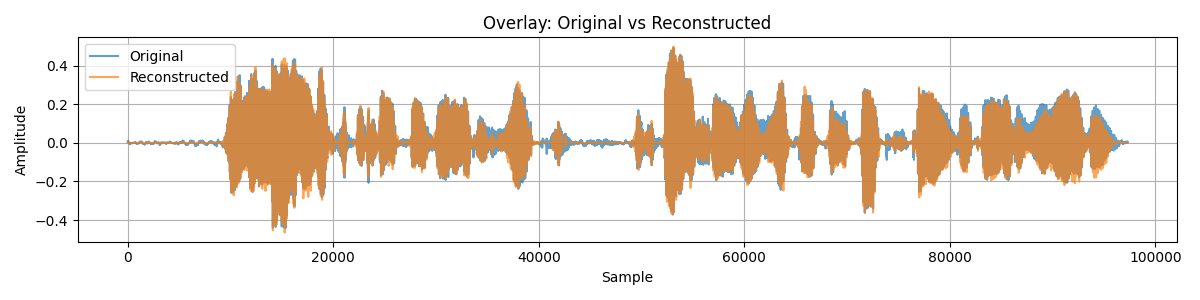 Overlay: Original vs Reconstructed
Original
Reconstructed
Amplitude
0.4
0.2
0.0
−0.2
−0.4
0 20000 40000 60000 80000 100000
Sample